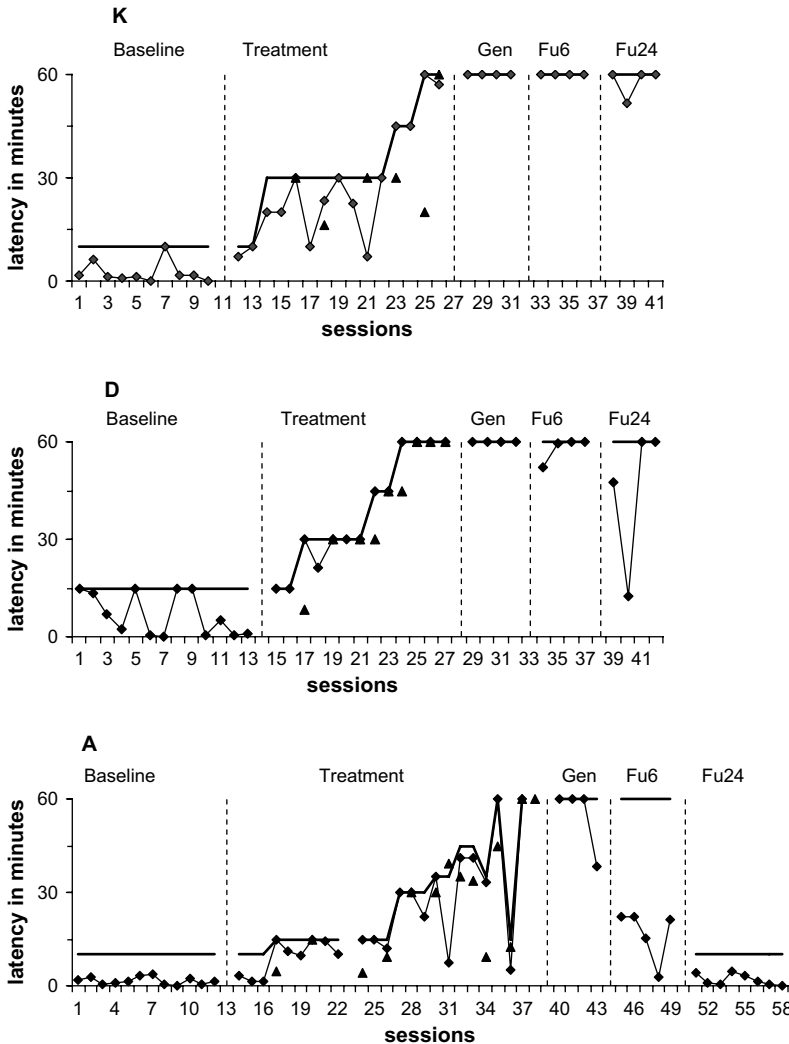 K
Baseline Treatment Gen Fu6 Fu24
60
30
0
latency in minutes
1 3 5 7 9 11 13 15 17 19 21 23 25 27 29 31 33 35 37 39 41
sessions
D
Baseline Treatment Gen Fu6 Fu24
60
30
0
latency in minutes
1 3 5 7 9 11 13 15 17 19 21 23 25 27 29 31 33 35 37 39 41
sessions
A
Baseline Treatment Gen Fu6 Fu24
60
30
0
latency in minutes
1 4 7 10 13 16 19 22 25 28 31 34 37 40 43 46 49 52 55 58
sessions